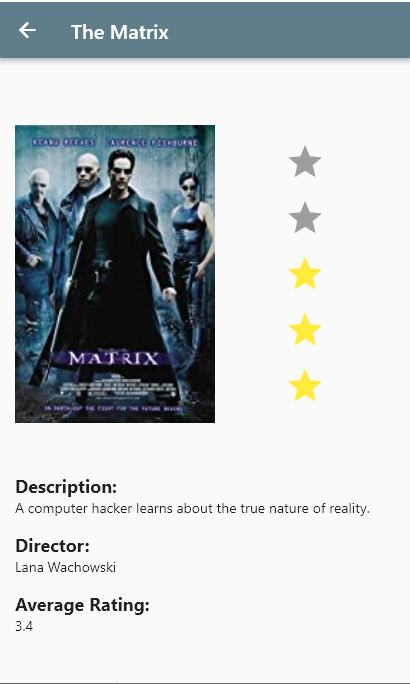 The Matrix
KEANU REEVES LAURENCE FISHBURNE
MATRIX
ON MARCH 31ST THE FIGHT FOR THE FUTURE BEGINS.
Description:
A computer hacker learns about the true nature of reality.
Director:
Lana Wachowski
Average Rating:
3.4